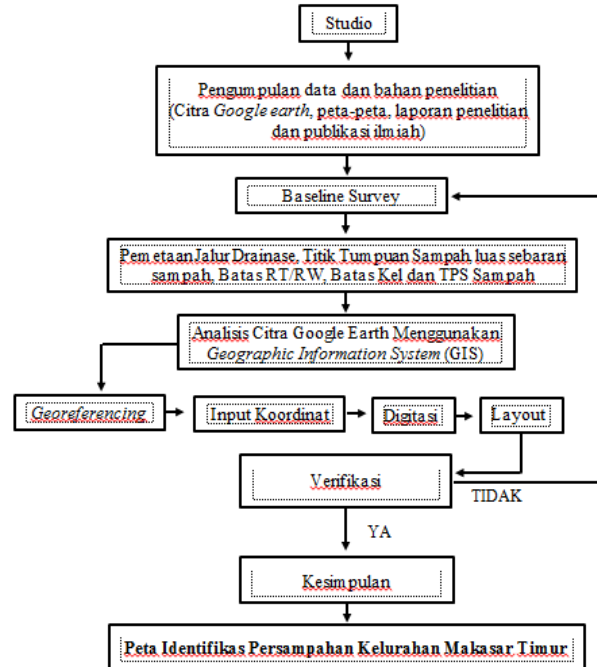 Studio
Pengumpulan data dan bahan penelitian
(Citra Google earth, peta-peta, laporan penelitian
dan publikasi ilmiah)
Baseline Survey
Pemetaan Jalur Drainase, Titik Tumpuan Sampah, luas sebaran
sampah, Batas RT/RW, Batas Kel dan TPS Sampah
Analisis Citra Google Earth Menggunakan
Geographic Information System (GIS)
Georeferencing
Input Koordinat
Digitasi
Layout
Verifikasi
TIDAK
YA
Kesimpulan
Peta Identifikas Persampahan Kelurahan Makasar Timur